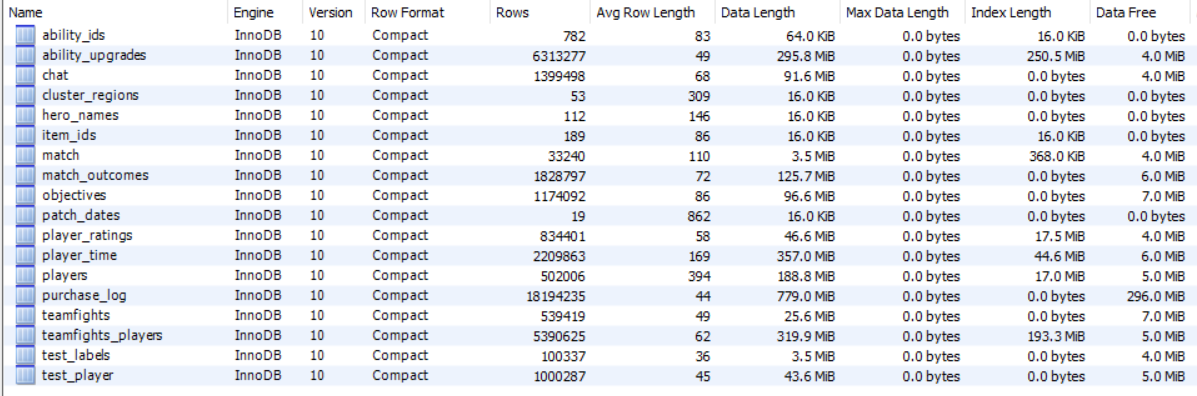 Name Engine Version Row Format Rows Avg Row Length Data Length Max Data Length Index Length Data Free
ability_ids InnoDB 10 Compact 782 83 64.0 KiB 0.0 bytes 16.0 KiB 0.0 bytes
ability_upgrades InnoDB 10 Compact 6313277 49 295.8 MiB 0.0 bytes 250.5 MiB 4.0 MiB
chat InnoDB 10 Compact 1399498 68 91.6 MiB 0.0 bytes 0.0 bytes 4.0 MiB
cluster_regions InnoDB 10 Compact 53 309 16.0 KiB 0.0 bytes 0.0 bytes 0.0 bytes
hero_names InnoDB 10 Compact 112 146 16.0 KiB 0.0 bytes 0.0 bytes 0.0 bytes
item_ids InnoDB 10 Compact 189 86 16.0 KiB 0.0 bytes 16.0 KiB 0.0 bytes
match InnoDB 10 Compact 33240 110 3.5 MiB 0.0 bytes 368.0 KiB 4.0 MiB
match_outcomes InnoDB 10 Compact 1828797 72 125.7 MiB 0.0 bytes 0.0 bytes 6.0 MiB
objectives InnoDB 10 Compact 1174092 86 96.6 MiB 0.0 bytes 0.0 bytes 7.0 MiB
patch_dates InnoDB 10 Compact 19 862 16.0 KiB 0.0 bytes 0.0 bytes 0.0 bytes
player_ratings InnoDB 10 Compact 834401 58 46.6 MiB 0.0 bytes 17.5 MiB 4.0 MiB
player_time InnoDB 10 Compact 2209863 169 357.0 MiB 0.0 bytes 44.6 MiB 6.0 MiB
players InnoDB 10 Compact 502006 394 188.8 MiB 0.0 bytes 17.0 MiB 5.0 MiB
purchase_log InnoDB 10 Compact 18194235 44 779.0 MiB 0.0 bytes 0.0 bytes 296.0 MiB
teamfights InnoDB 10 Compact 539419 49 25.6 MiB 0.0 bytes 0.0 bytes 7.0 MiB
teamfights_players InnoDB 10 Compact 5390625 62 319.9 MiB 0.0 bytes 193.3 MiB 5.0 MiB
test_labels InnoDB 10 Compact 100337 36 3.5 MiB 0.0 bytes 0.0 bytes 4.0 MiB
test_player InnoDB 10 Compact 1000287 45 43.6 MiB 0.0 bytes 0.0 bytes 5.0 MiB